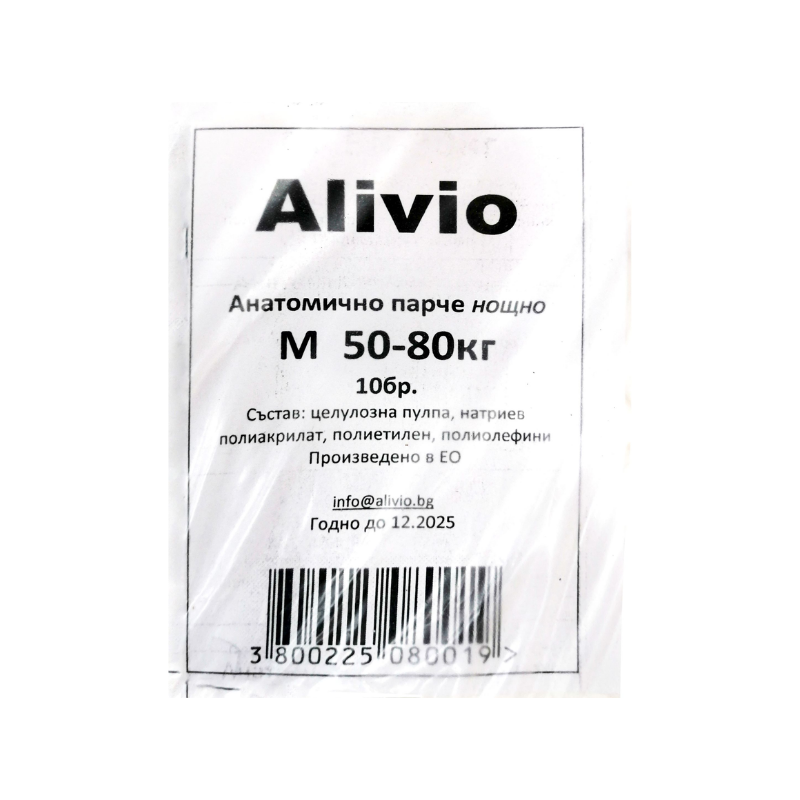 Alivio
Анатомично парче нощно
М 50-80кг
10бр.
Състав: целулозна пулпа, натриев
полиакрилат, полиетилен, полиолефини
Произведено в ЕО
info@alivio.bg
Годно до 12.2025
3 800225 080019 >